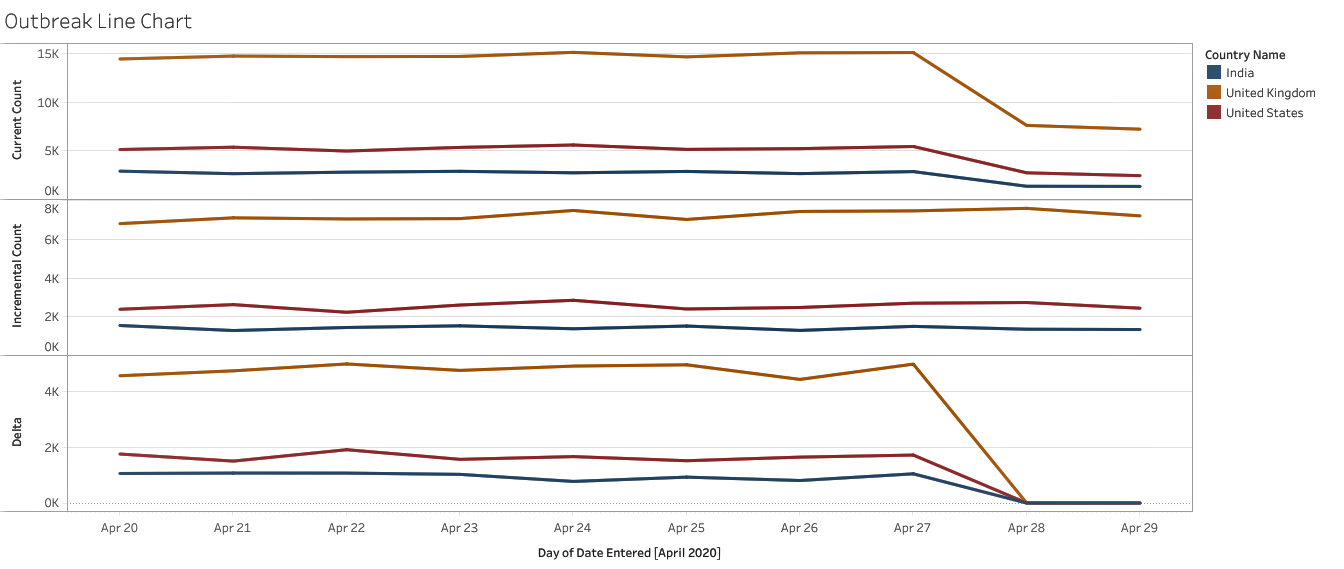 Outbreak Line Chart
Current Count
15K
10K
5K
0K
Incremental Count
8K
6K
4K
2K
0K
Delta
4K
2K
0K
Apr 20 Apr 21 Apr 22 Apr 23 Apr 24 Apr 25 Apr 26 Apr 27 Apr 28 Apr 29
Day of Date Entered [April 2020]
Country Name
India
United Kingdom
United States